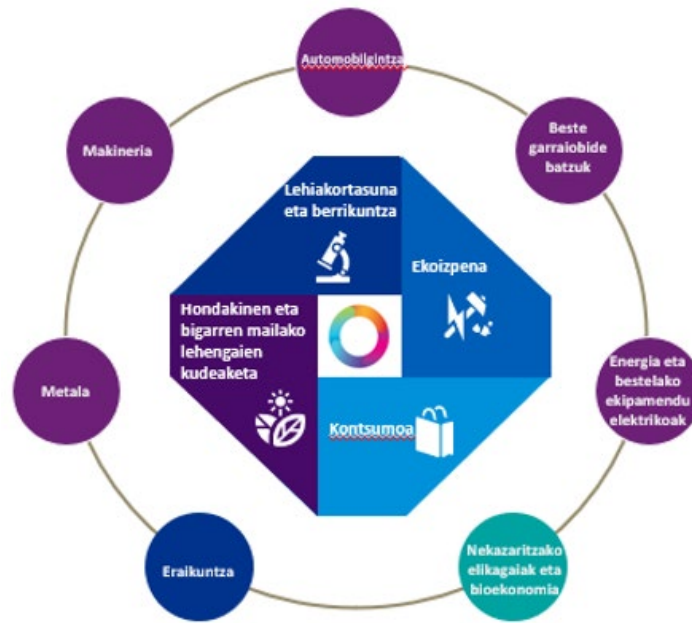 Automobilgintza
Beste
garraiobide
batzuk
Makineria
Lehiakortasuna
eta berrikuntza
Ekoizpena
Hondakinen eta
bigarren mailako
lehengaien
kudeaketa
Metala
Energia eta
bestelako
ekipamendu
elektrikoak
Kontsumoa
Eraikuntza
Nekazaritzako
elikagaiak eta
bioekonomia